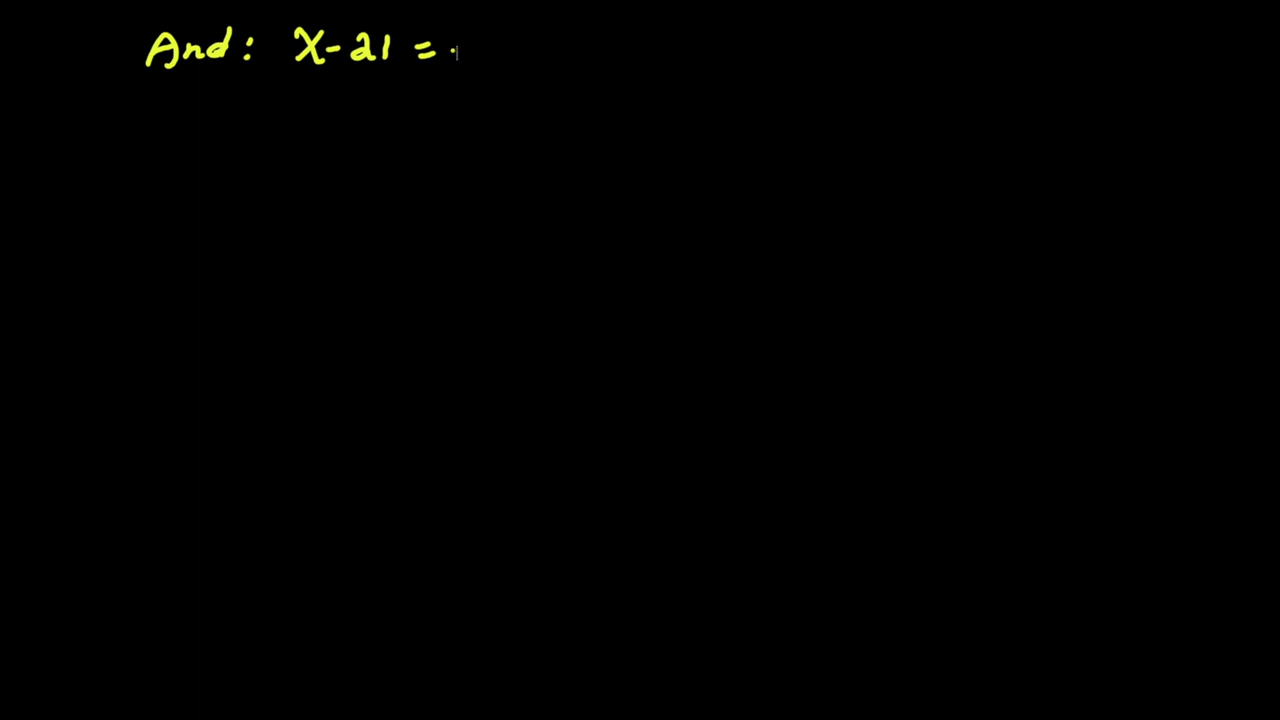 And: X - 21 =